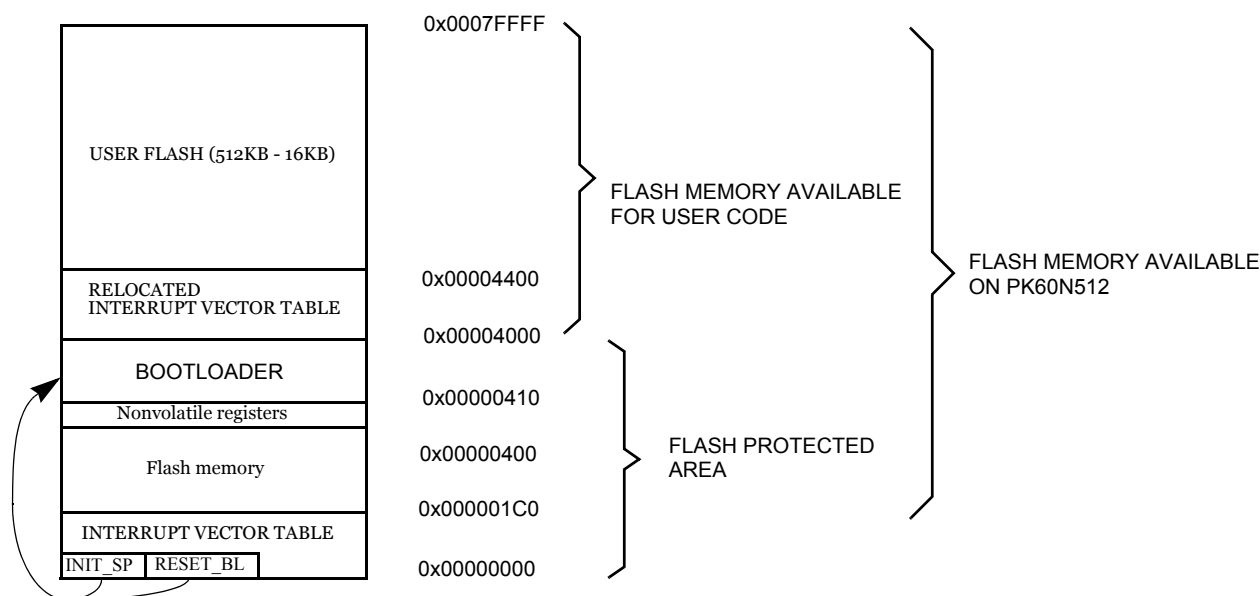 0x0007FFFF
USER FLASH (512KB - 16KB)
FLASH MEMORY AVAILABLE
FOR USER CODE
FLASH MEMORY AVAILABLE
ON PK60N512
0x00004400
RELOCATED
INTERRUPT VECTOR TABLE
0x00004000
BOOTLOADER
0x00000410
Nonvolatile registers
FLASH PROTECTED
AREA
0x00000400
Flash memory
0x000001C0
INTERRUPT VECTOR TABLE
INIT_SP
RESET_BL
0x00000000